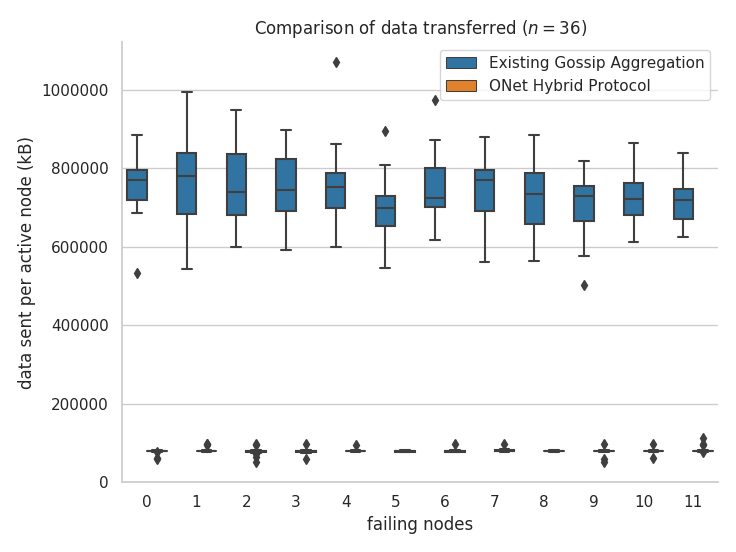 Comparison of data transferred (n = 36)
Existing Gossip Aggregation
ONet Hybrid Protocol
data sent per active node (kB)
1000000
800000
600000
400000
200000
0
0 1 2 3 4 5 6 7 8 9 10 11
failing nodes